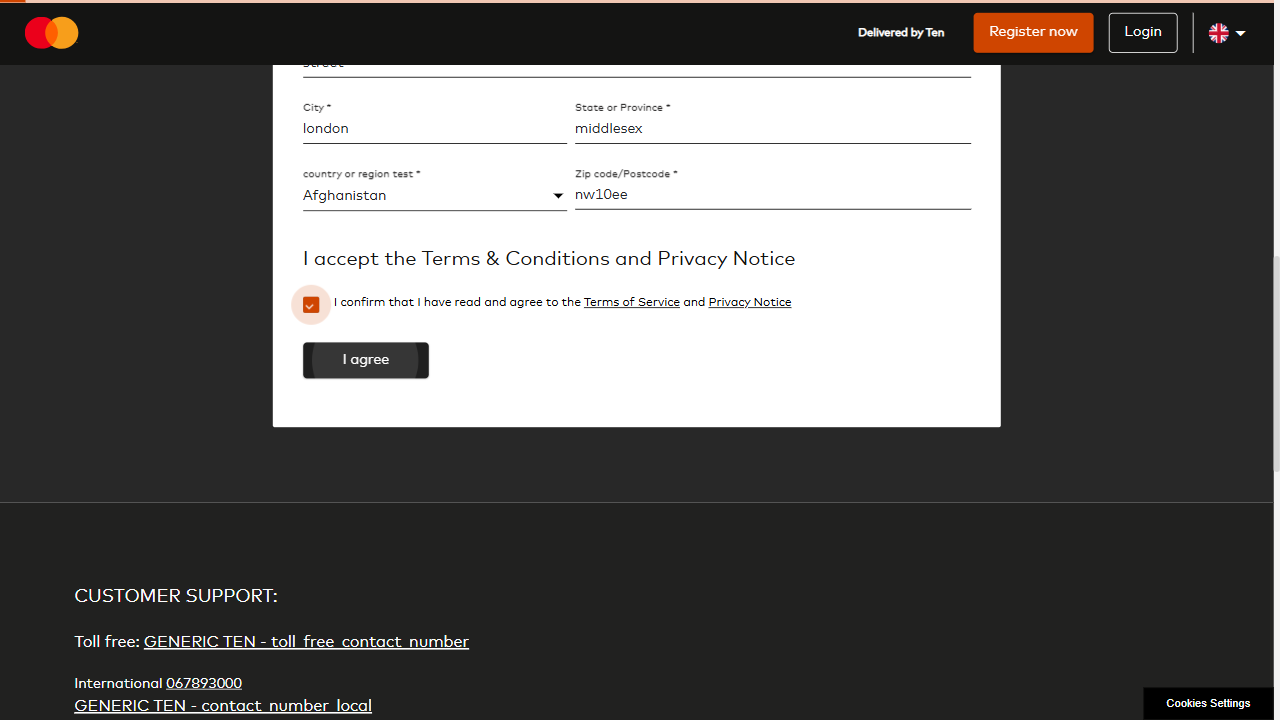 Delivered by Ten
Register now
Login
street
City *
State or Province *
london
middlesex
country or region test *
Zip code/Postcode *
Afghanistan
nw10ee
I accept the Terms & Conditions and Privacy Notice
I confirm that I have read and agree to the Terms of Service and Privacy Notice
I agree
CUSTOMER SUPPORT:
Toll free: GENERIC TEN - toll_free_contact_number
International 067893000
GENERIC TEN - contact_number_local
Cookies Settings